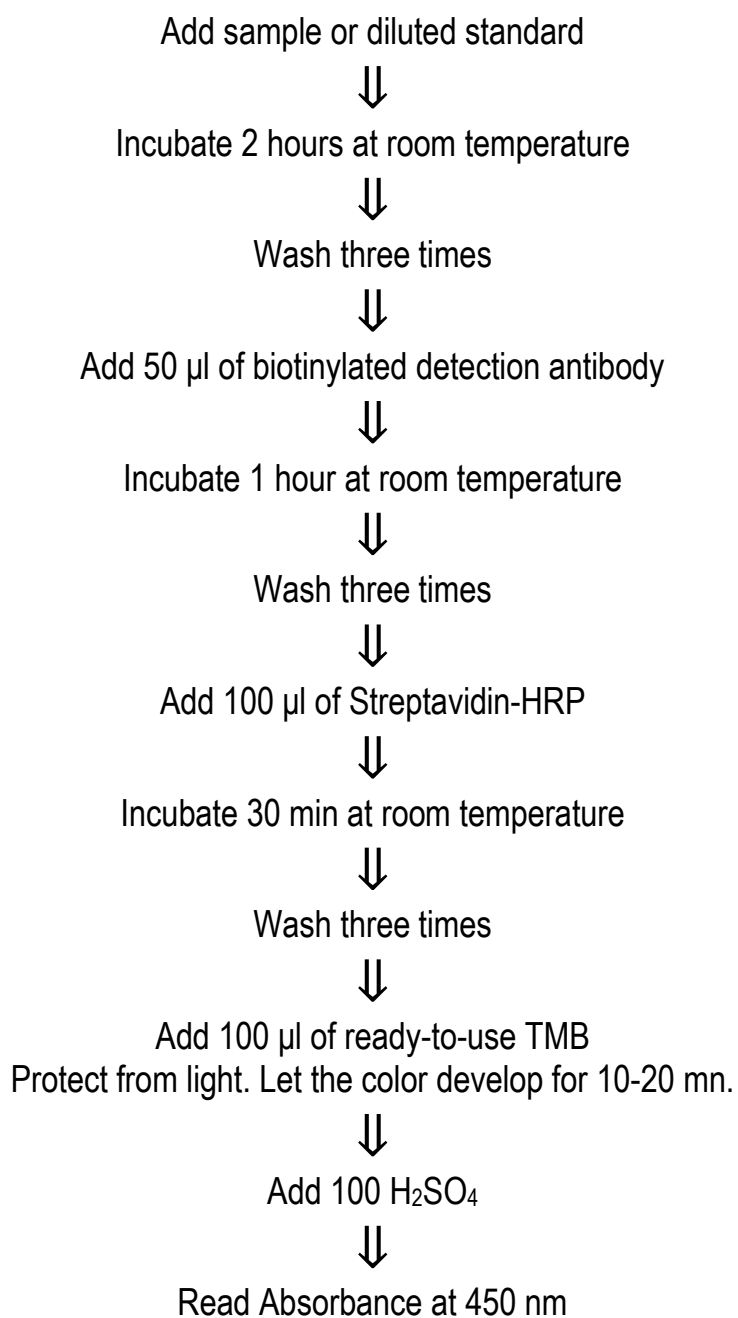 Add sample or diluted standard
⇓
Incubate 2 hours at room temperature
⇓
Wash three times
⇓
Add 50 µl of biotinylated detection antibody
⇓
Incubate 1 hour at room temperature
⇓
Wash three times
⇓
Add 100 µl of Streptavidin-HRP
⇓
Incubate 30 min at room temperature
⇓
Wash three times
⇓
Add 100 µl of ready-to-use TMB
Protect from light. Let the color develop for 10-20 mn.
⇓
Add 100 H₂SO₄
⇓
Read Absorbance at 450 nm